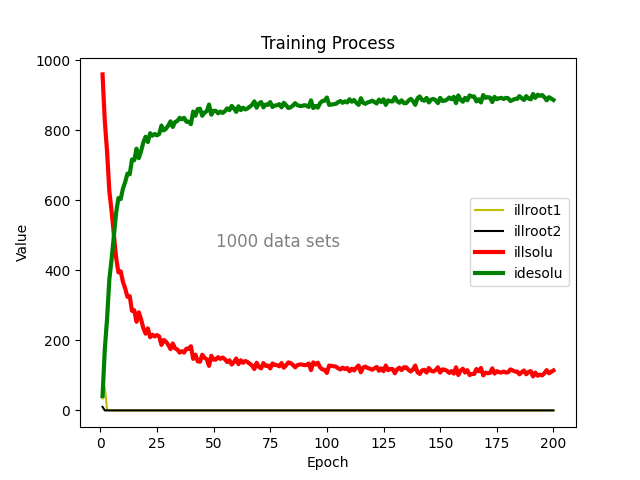 Training Process
1000
800
600
400
200
0
Value
1000 data sets
illroot1
illroot2
illsolu
idesolu
0 25 50 75 100 125 150 175 200
Epoch